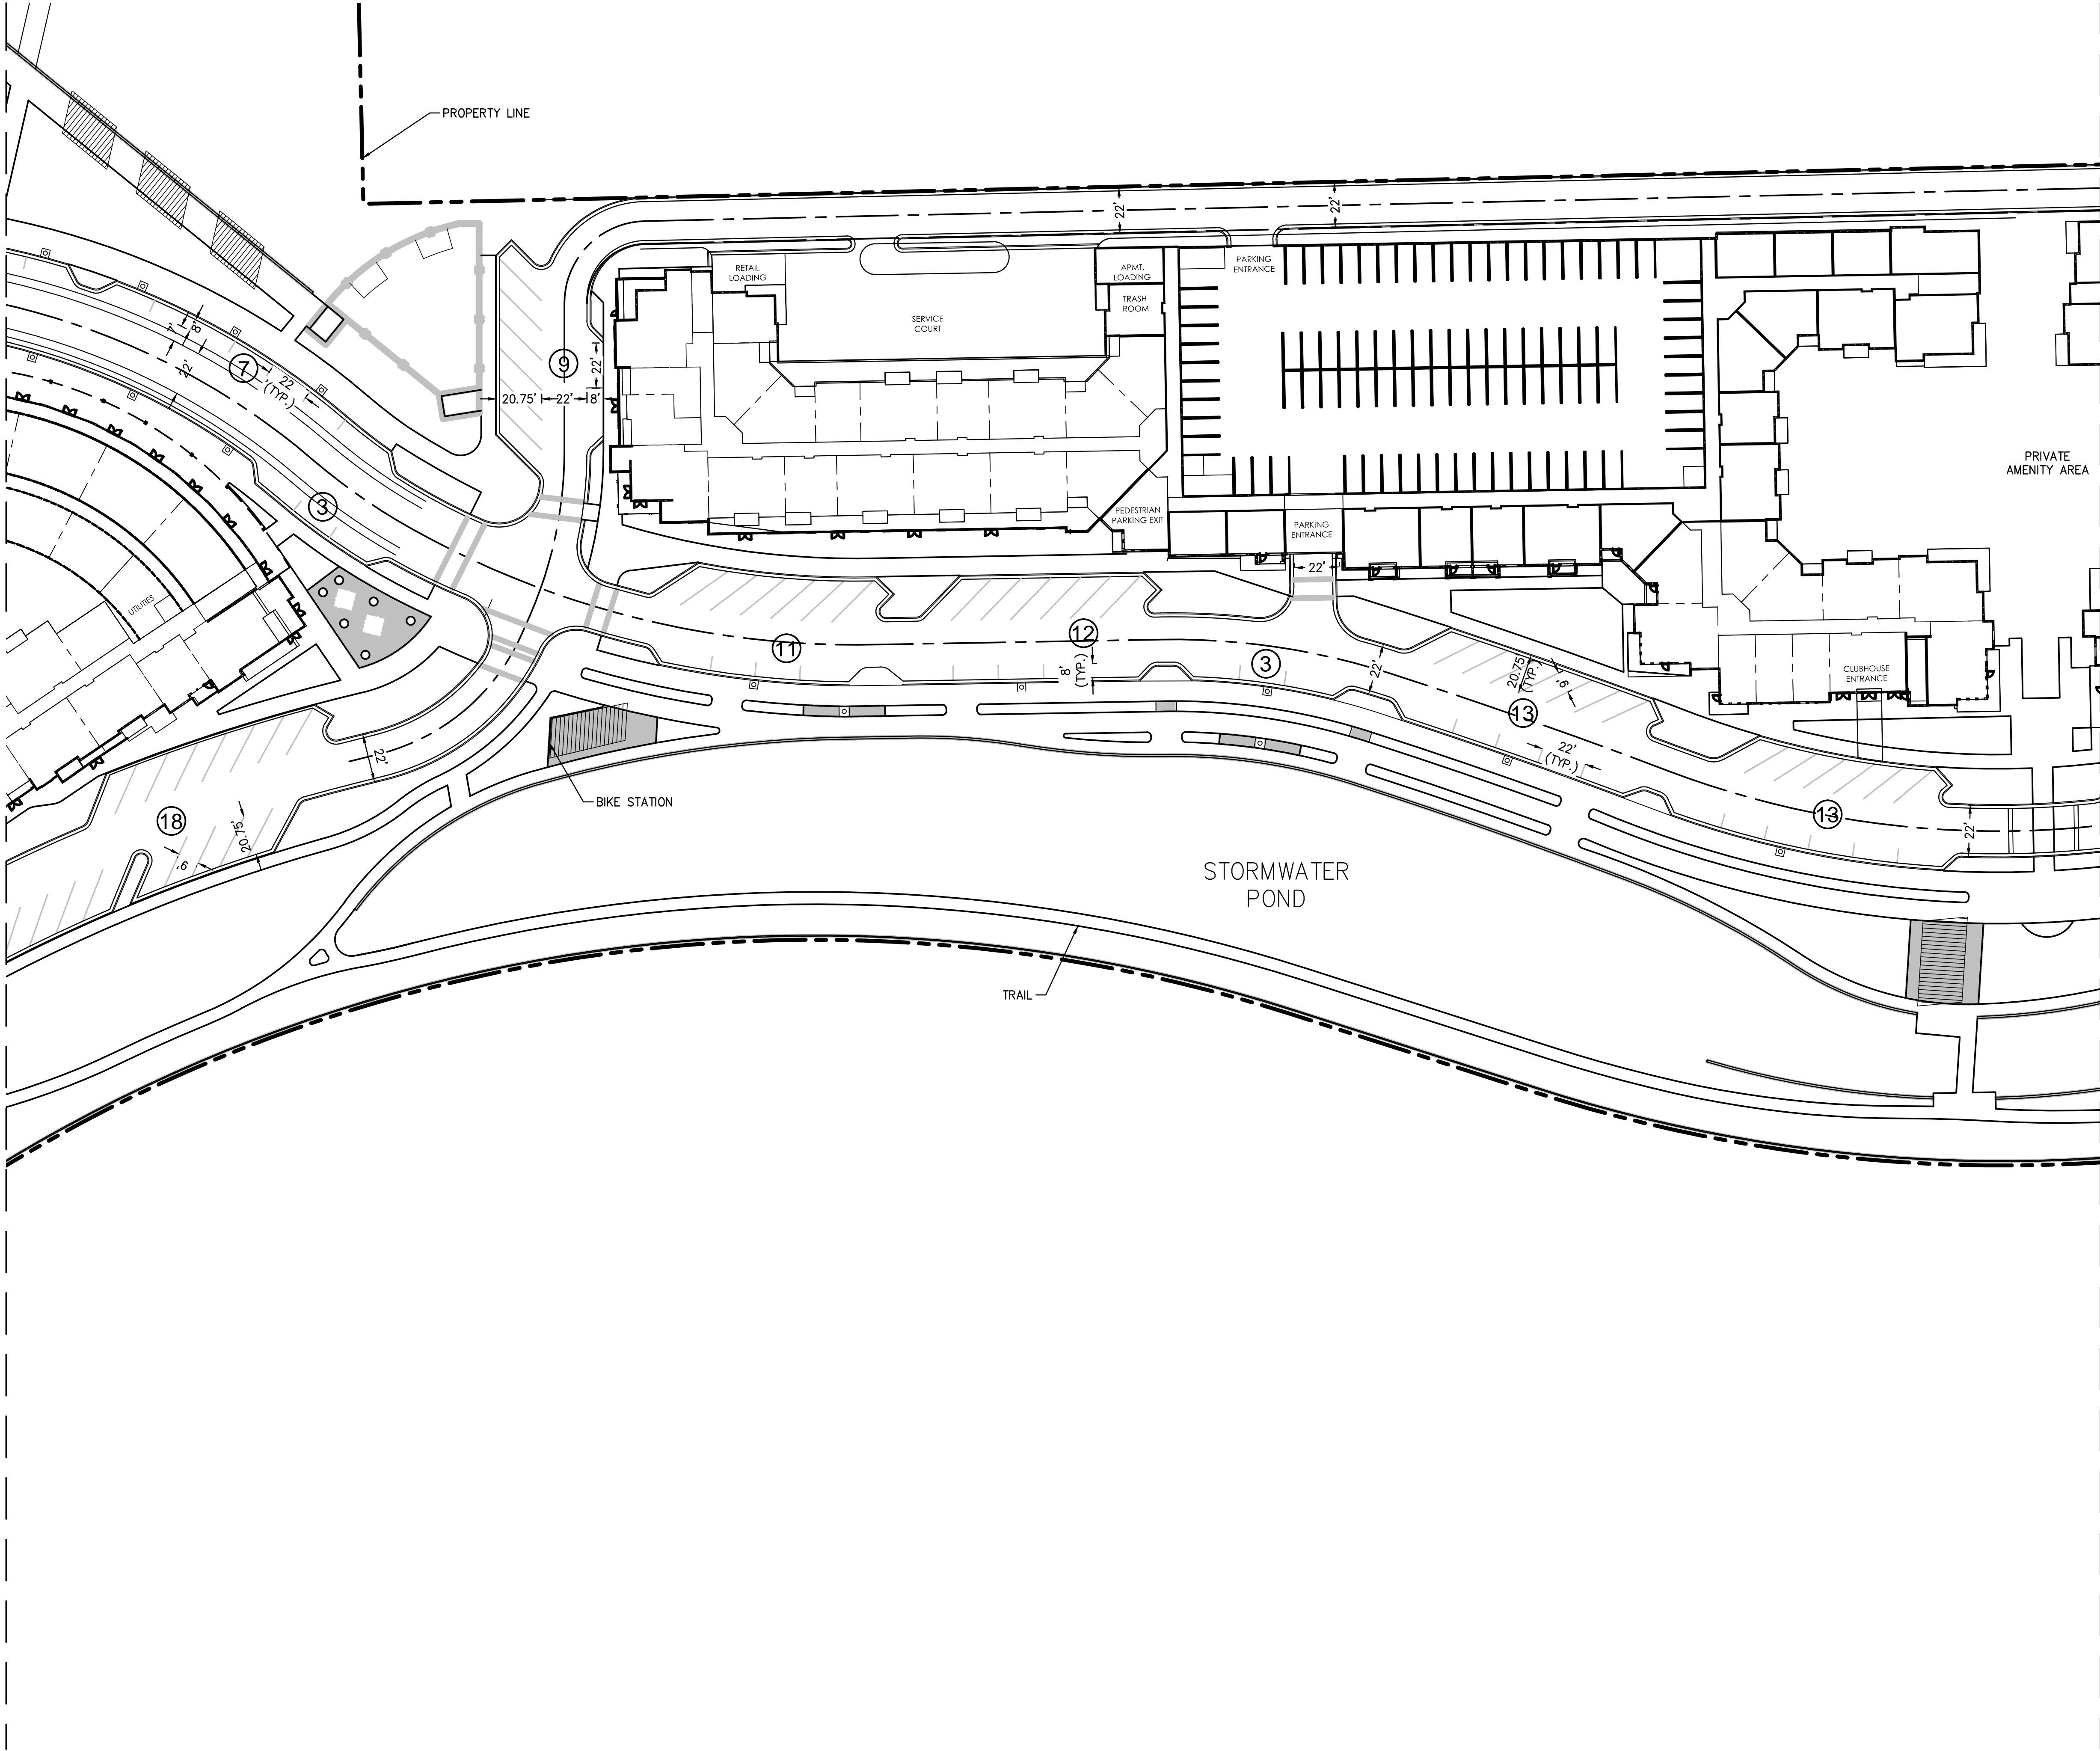 PROPERTY LINE
22'
22'
RETAIL
LOADING
APMT.
LOADING
PARKING
ENTRANCE
TRASH
ROOM
SERVICE
COURT
7'
8'
22'
7
22
'(TYP.)
9
22'
20.75'
22'
8'
PRIVATE
AMENITY AREA
3
PEDESTRIAN
PARKING EXIT
PARKING
ENTRANCE
22'
UTILITIES
11
12
8'
(TYP.)
3
22'
20.75
(TYP.)
9'
13
CLUBHOUSE
ENTRANCE
22'
22'
(TYP.)
BIKE STATION
18
20.75'
9'
13
22'
STORMWATER
POND
TRAIL